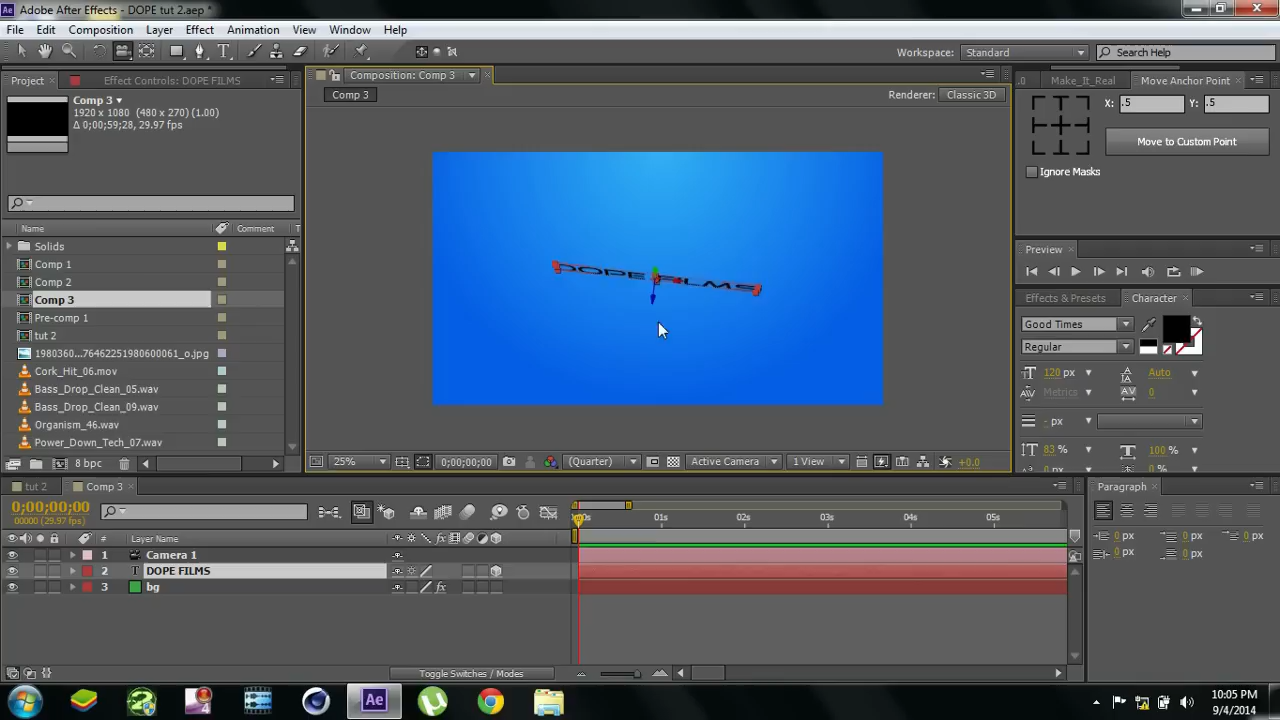 Adobe After Effects - DOPE tut 2.aep *
File Edit Composition Layer Effect Animation View Window Help
Workspace: Standard Search Help
Project Effect Controls: DOPE FILMS
Composition: Comp 3
.0 Make_It_Real Move Anchor Point
Comp 3
1920 x 1080 (480 x 270) (1.00)
Δ 0;00;59;28, 29.97 fps
Comp 3
Renderer: Classic 3D
X: .5 Y: .5
Move to Custom Point
Ignore Masks
Name Comment T
Solids
Comp 1
Comp 2
Comp 3
Pre-comp 1
tut 2
1980360...76462251980600061_o.jpg
Cork_Hit_06.mov
Bass_Drop_Clean_05.wav
Bass_Drop_Clean_09.wav
Organism_46.wav
Power_Down_Tech_07.wav
8 bpc
DOPE FILMS
25% 0;00;00;00 (Quarter) Active Camera 1 View +0.0
Preview
Effects & Presets Character
Good Times
Regular
120 px Auto
Metrics 0
- px
83 % 100 %
0 px 0 %
tut 2 Comp 3
0;00;00;00
00000 (29.97 fps)
# Layer Name
1 Camera 1
2 T DOPE FILMS
3 bg
01s 02s 03s 04s 05s
Toggle Switches / Modes
Paragraph
0 px 0 px 0 px
0 px 0 px
10:05 PM
9/4/2014